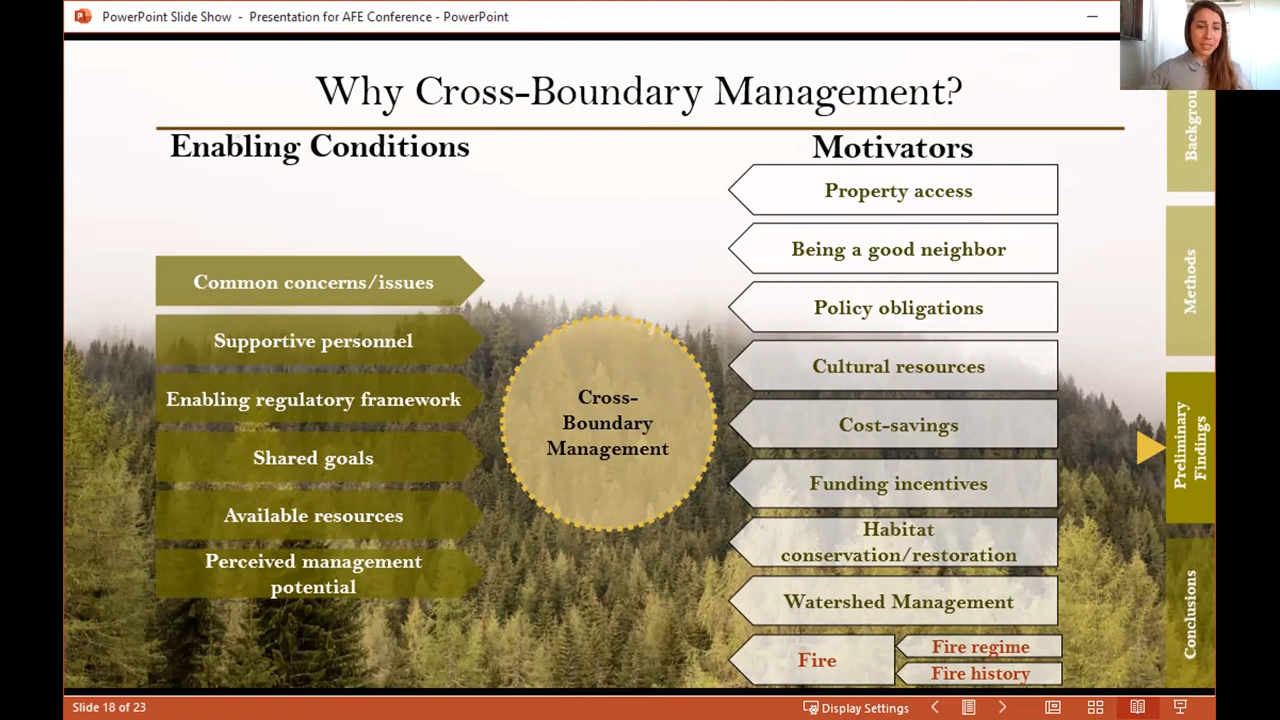 PowerPoint Slide Show - Presentation for AFE Conference - PowerPoint
Why Cross-Boundary Management?
Enabling Conditions
Common concerns/issues
Supportive personnel
Enabling regulatory framework
Shared goals
Available resources
Perceived management
potential
Cross-
Boundary
Management
Motivators
Property access
Being a good neighbor
Policy obligations
Cultural resources
Cost-savings
Funding incentives
Habitat
conservation/restoration
Watershed Management
Fire
Fire regime
Fire history
Methods
Preliminary
Findings
Conclusions
Slide 18 of 23
Display Settings